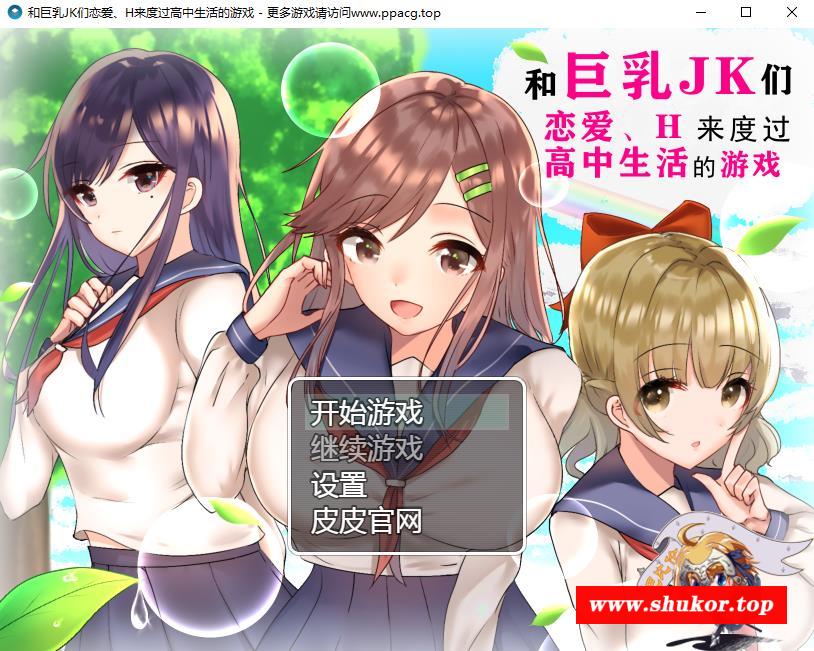 和巨乳JK们恋爱、H来度过高中生活的游戏 - 更多游戏请访问www.ppacg.top
和巨乳JK们
恋爱、H 来度过
高中生活的游戏
开始游戏
继续游戏
设置
皮皮官网
www.shukor.top